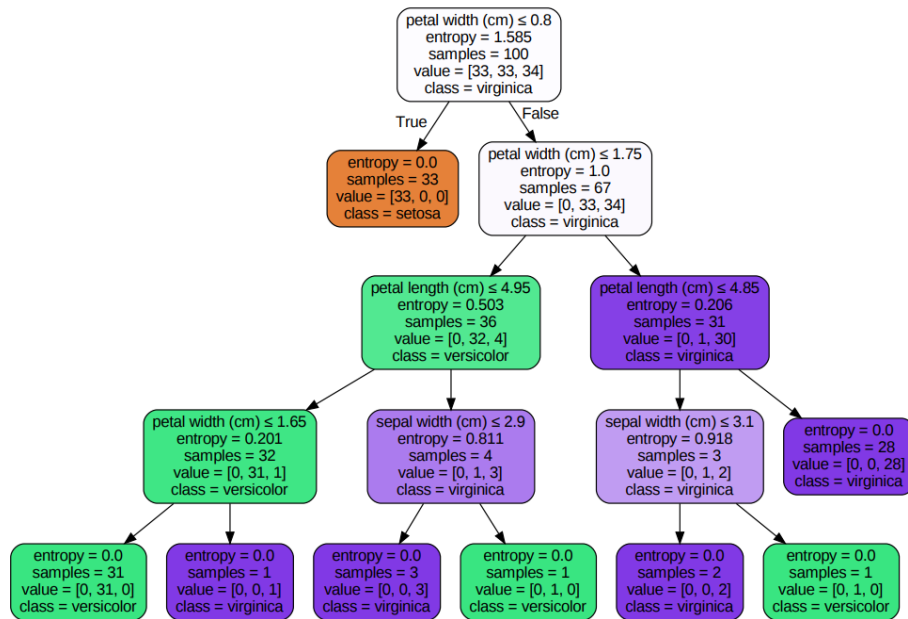 petal width (cm) ≤ 0.8
entropy = 1.585
samples = 100
value = [33, 33, 34]
class = virginica
True
False
entropy = 0.0
samples = 33
value = [33, 0, 0]
class = setosa
petal width (cm) ≤ 1.75
entropy = 1.0
samples = 67
value = [0, 33, 34]
class = virginica
petal length (cm) ≤ 4.95
entropy = 0.503
samples = 36
value = [0, 32, 4]
class = versicolor
petal length (cm) ≤ 4.85
entropy = 0.206
samples = 31
value = [0, 1, 30]
class = virginica
petal width (cm) ≤ 1.65
entropy = 0.201
samples = 32
value = [0, 31, 1]
class = versicolor
sepal width (cm) ≤ 2.9
entropy = 0.811
samples = 4
value = [0, 1, 3]
class = virginica
sepal width (cm) ≤ 3.1
entropy = 0.918
samples = 3
value = [0, 1, 2]
class = virginica
entropy = 0.0
samples = 28
value = [0, 0, 28]
class = virginica
entropy = 0.0
samples = 31
value = [0, 31, 0]
class = versicolor
entropy = 0.0
samples = 1
value = [0, 0, 1]
class = virginica
entropy = 0.0
samples = 3
value = [0, 0, 3]
class = virginica
entropy = 0.0
samples = 1
value = [0, 1, 0]
class = versicolor
entropy = 0.0
samples = 2
value = [0, 0, 2]
class = virginica
entropy = 0.0
samples = 1
value = [0, 1, 0]
class = versicolor